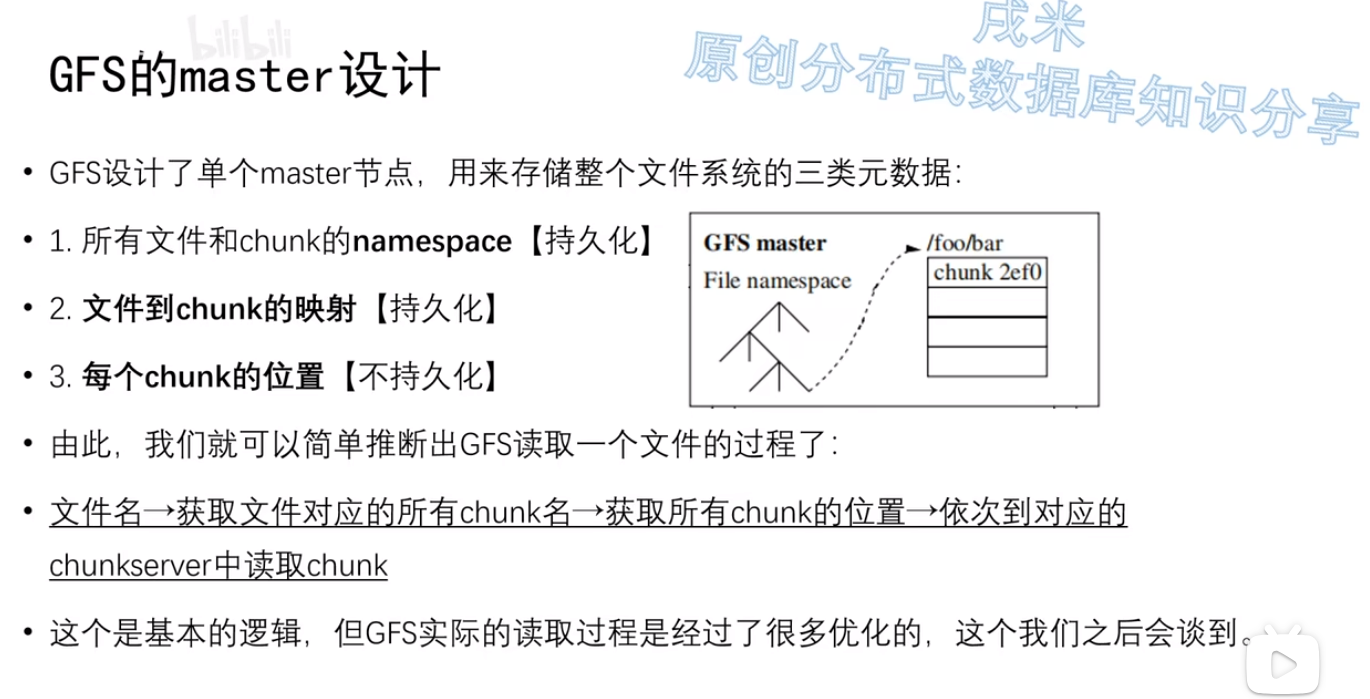 bilibili
戌米
原创分布式数据库知识分享
GFS的master设计
• GFS设计了单个master节点，用来存储整个文件系统的三类元数据：
• 1. 所有文件和chunk的namespace【持久化】
• 2. 文件到chunk的映射【持久化】
• 3. 每个chunk的位置【不持久化】
GFS master
File namespace
/foo/bar
chunk 2ef0
• 由此，我们就可以简单推断出GFS读取一个文件的过程了：
• 文件名→获取文件对应的所有chunk名→获取所有chunk的位置→依次到对应的
chunkserver中读取chunk
• 这个是基本的逻辑，但GFS实际的读取过程是经过了很多优化的，这个我们之后会谈到。